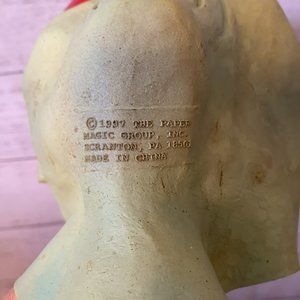 ©1997 THE PAPER
MAGIC GROUP, INC.
SCRANTON, PA
MADE IN CHINA